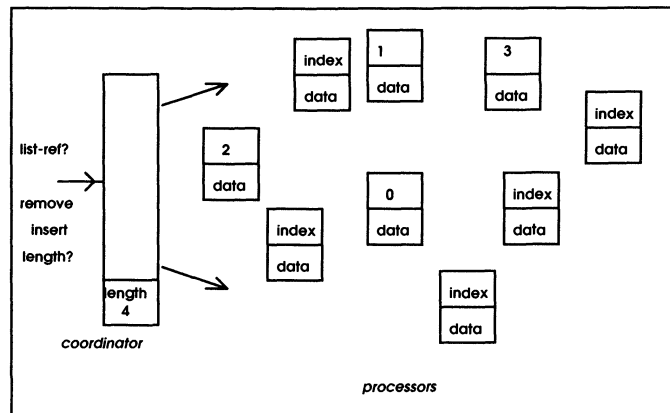 list-ref?
remove
insert
length?
length
4
coordinator
index
data
1
data
3
data
index
data
2
data
0
data
index
data
index
data
index
data
processors